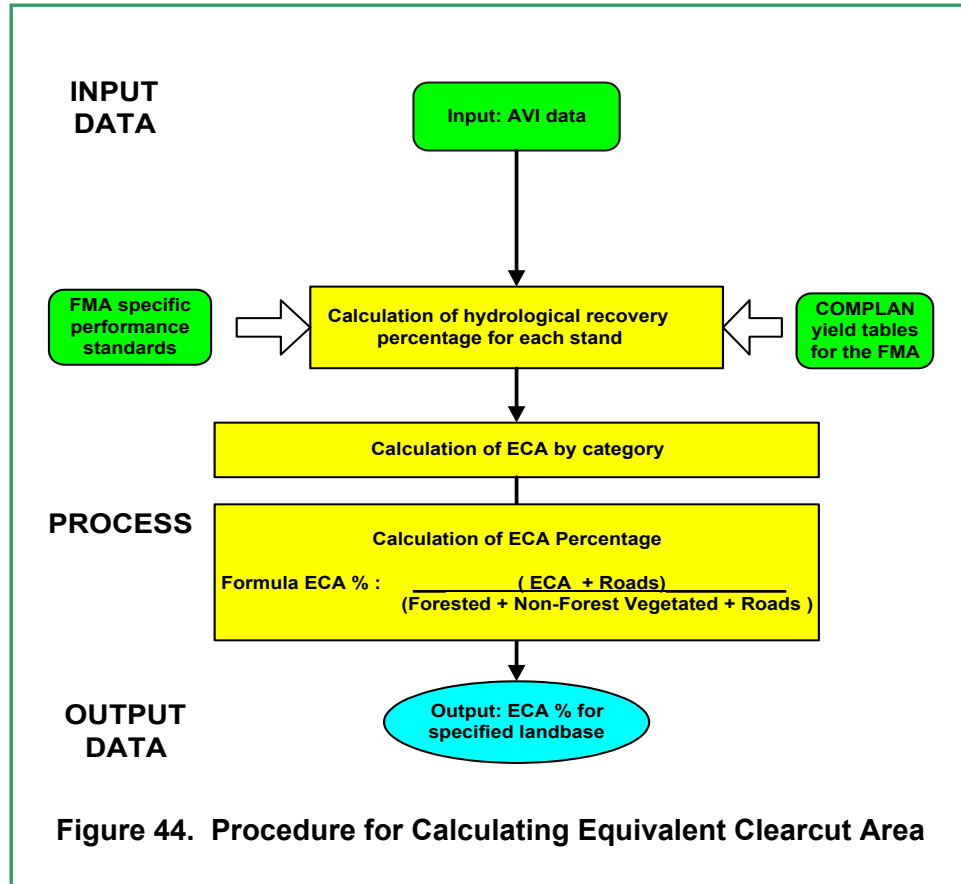 INPUT
DATA
Input: AVI data
FMA specific
performance
standards
Calculation of hydrological recovery
percentage for each stand
COMPLAN
yield tables
for the FMA
Calculation of ECA by category
PROCESS
Calculation of ECA Percentage
Formula ECA % : ( ECA + Roads)
(Forested + Non-Forest Vegetated + Roads )
OUTPUT
DATA
Output: ECA % for
specified landbase
Figure 44. Procedure for Calculating Equivalent Clearcut Area